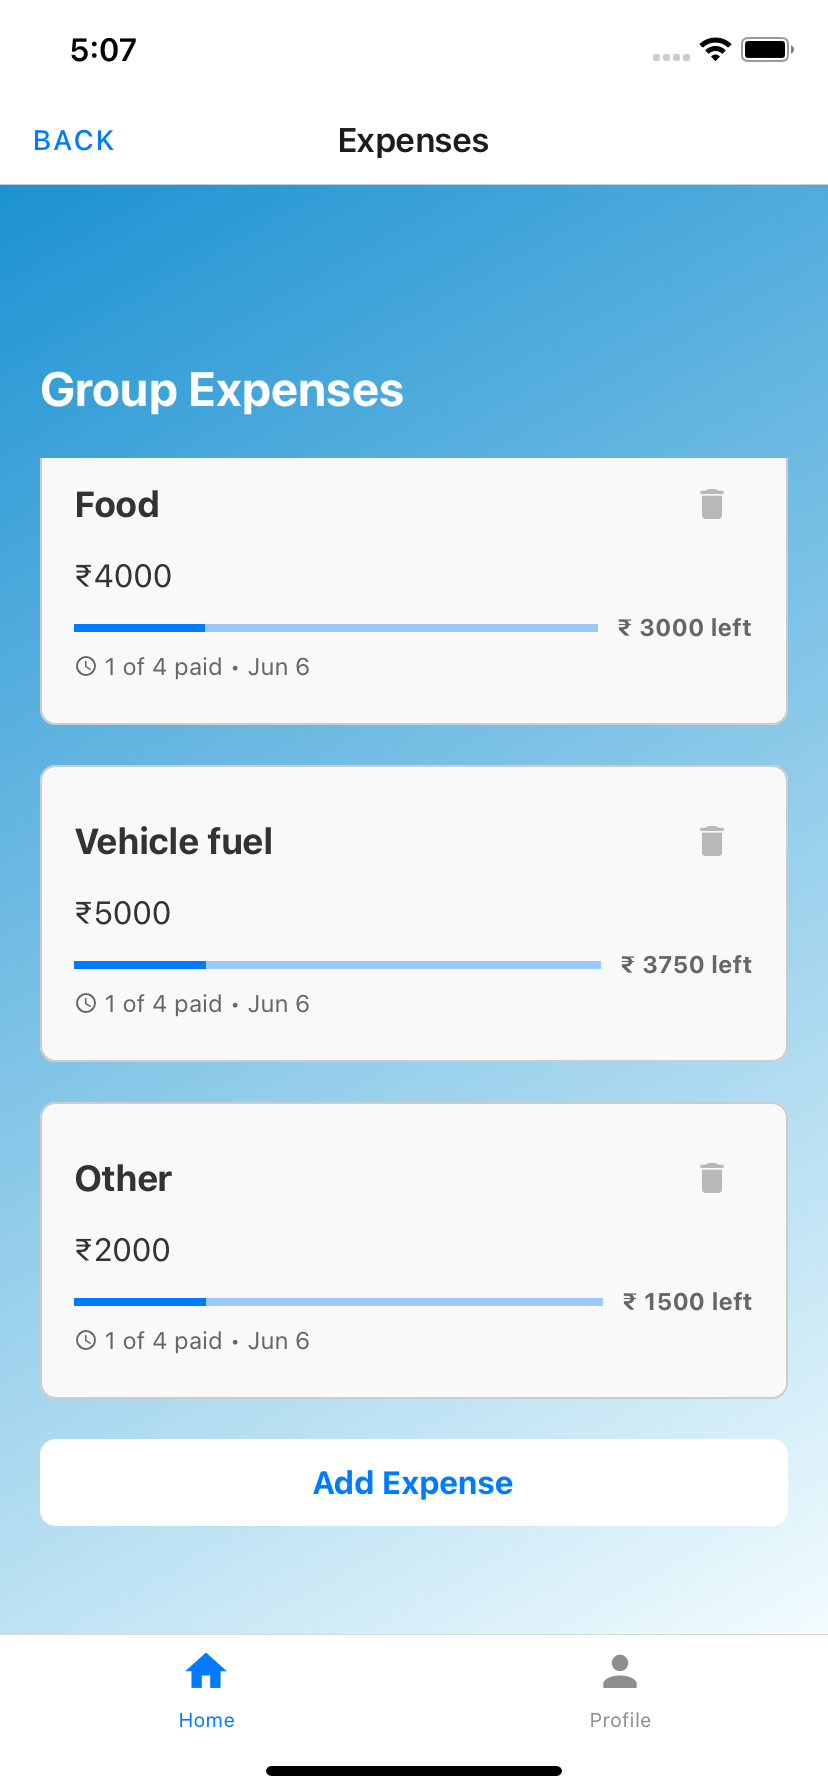 5:07
BACK
Expenses
Group Expenses
Food
₹4000
₹ 3000 left
1 of 4 paid • Jun 6
Vehicle fuel
₹5000
₹ 3750 left
1 of 4 paid • Jun 6
Other
₹2000
₹ 1500 left
1 of 4 paid • Jun 6
Add Expense
Home
Profile